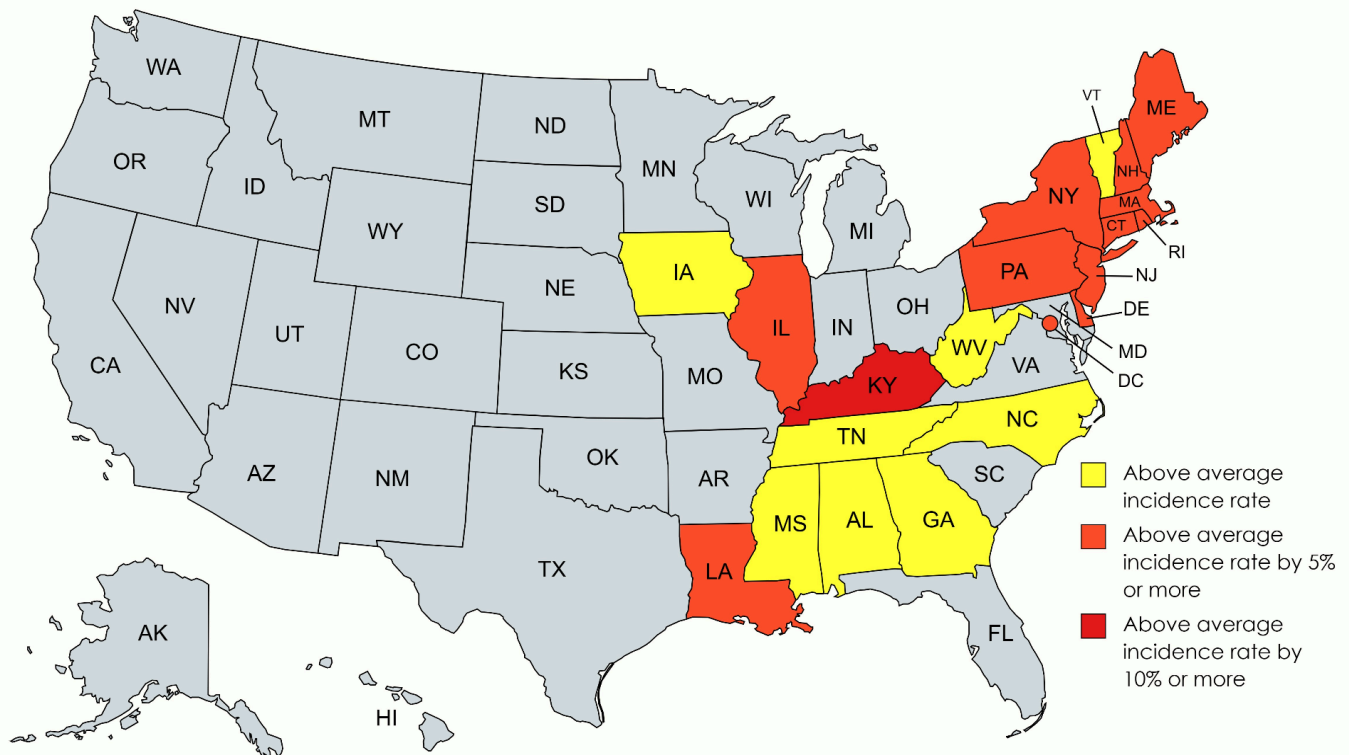 WA
MT
ND
MN
VT
ME
OR
ID
SD
WI
NH
NY
MA
WY
MI
CT
RI
IA
PA
NJ
NE
NV
OH
DE
UT
IL
IN
CO
WV
MD
CA
KS
MO
KY
VA
DC
NC
TN
OK
AZ
NM
AR
SC
Above average
incidence rate
MS
AL
GA
Above average
incidence rate by 5%
or more
TX
LA
AK
FL
Above average
incidence rate by
10% or more
HI